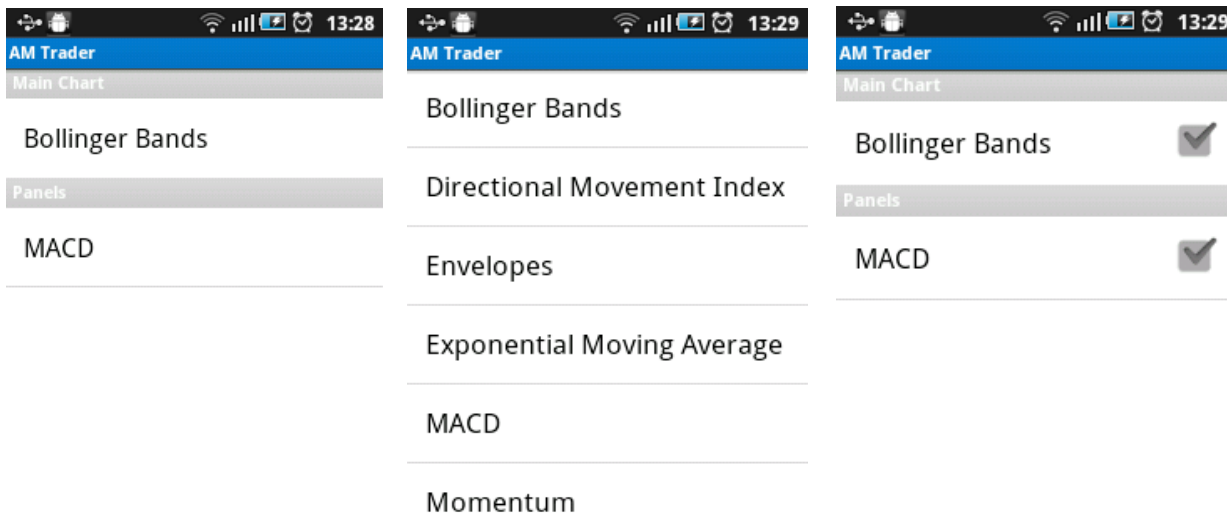 13:28
AM Trader
Main Chart
Bollinger Bands
Panels
MACD
13:29
AM Trader
Bollinger Bands
Directional Movement Index
Envelopes
Exponential Moving Average
MACD
Momentum
13:29
AM Trader
Main Chart
Bollinger Bands
Panels
MACD